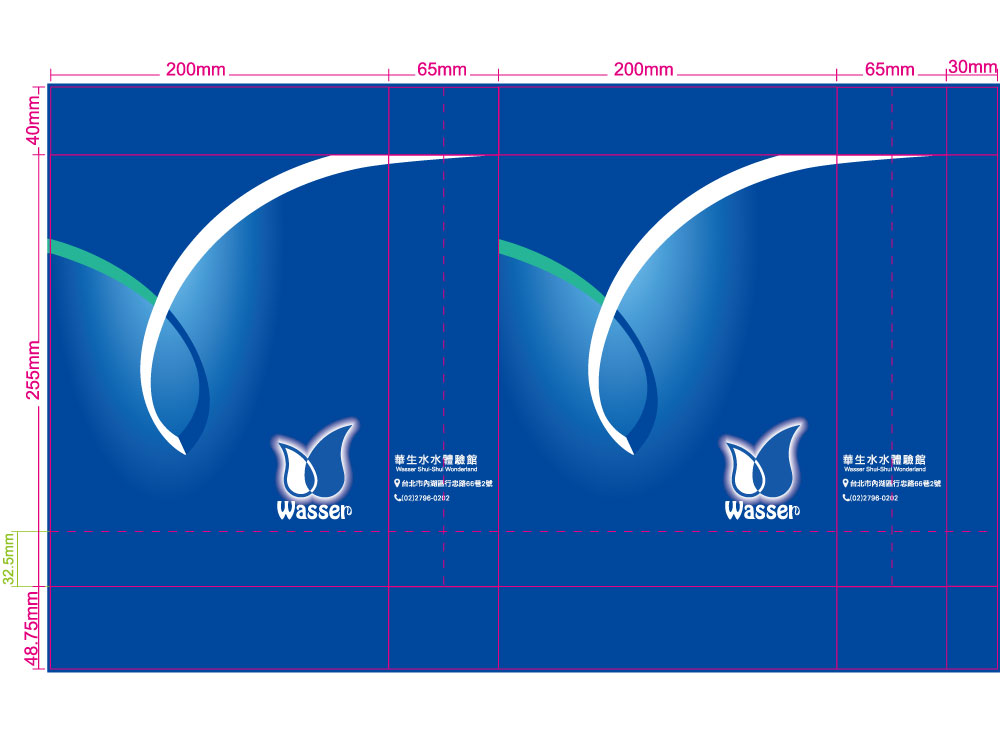 200mm
65mm
200mm
65mm
30mm
40mm
255mm
32.5mm
48.75mm
Wasser
華生水水體驗館
Wasser Shui-Shui Wonderland
台北市內湖區行忠路66巷2號
(02)2796-0202
Wasser
華生水水體驗館
Wasser Shui-Shui Wonderland
台北市內湖區行忠路66巷2號
(02)2796-0202